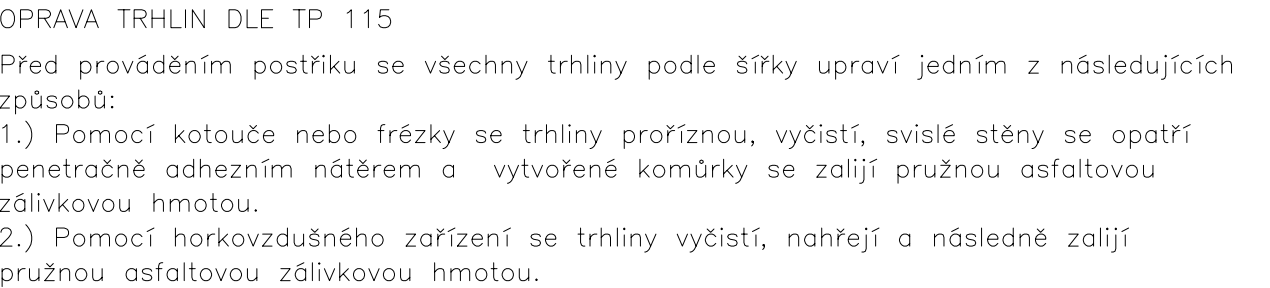 OPRAVA TRHLIN DLE TP 115
Před prováděním postřiku se všechny trhliny podle šířky upraví jedním z následujících
způsobů:
1.) Pomocí kotouče nebo frézky se trhliny proříznou, vyčistí, svislé stěny se opatří
penetračně adhezním nátěrem a  vytvořené komůrky se zalijí pružnou asfaltovou
zálivkovou hmotou.
2.) Pomocí horkovzdušného zařízení se trhliny vyčistí, nahřejí a následně zalijí
pružnou asfaltovou zálivkovou hmotou.